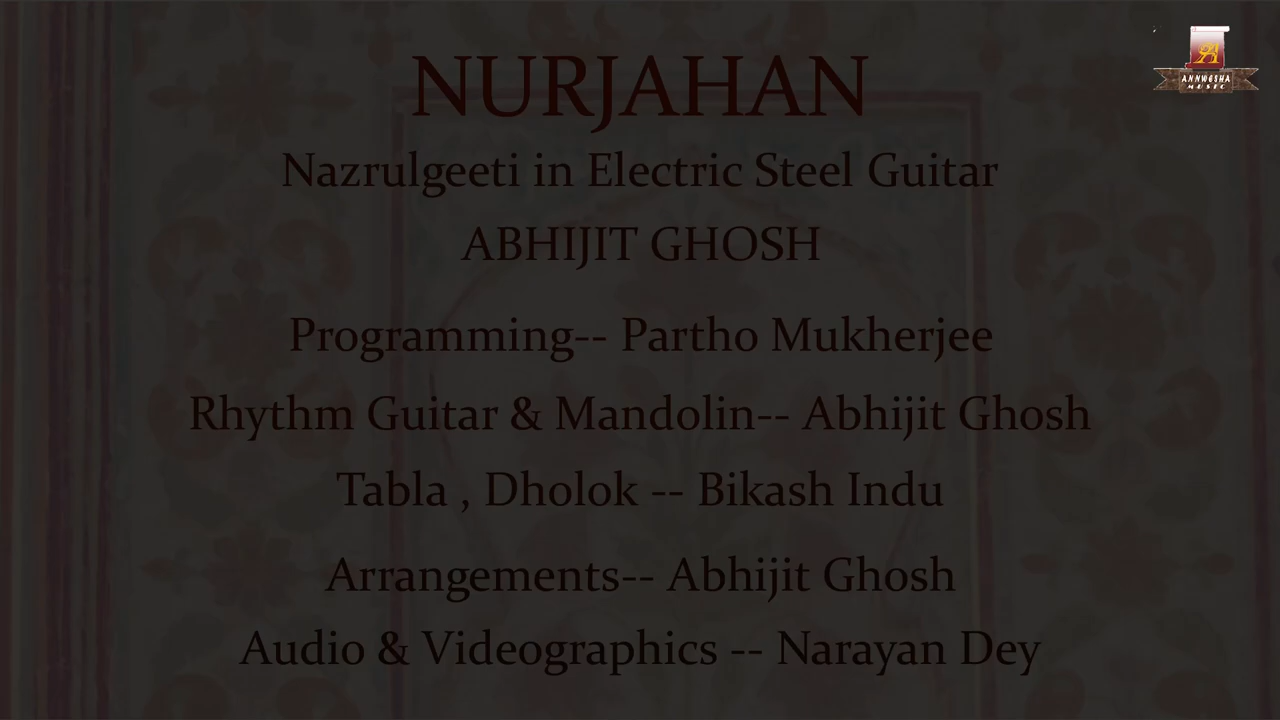 NURJAHAN
Nazrulgeeti in Electric Steel Guitar
ABHIJIT GHOSH
Programming-- Partho Mukherjee
Rhythm Guitar & Mandolin-- Abhijit Ghosh
Tabla , Dholok -- Bikash Indu
Arrangements-- Abhijit Ghosh
Audio & Videographics -- Narayan Dey
A
ANNWESHA
MUSIC